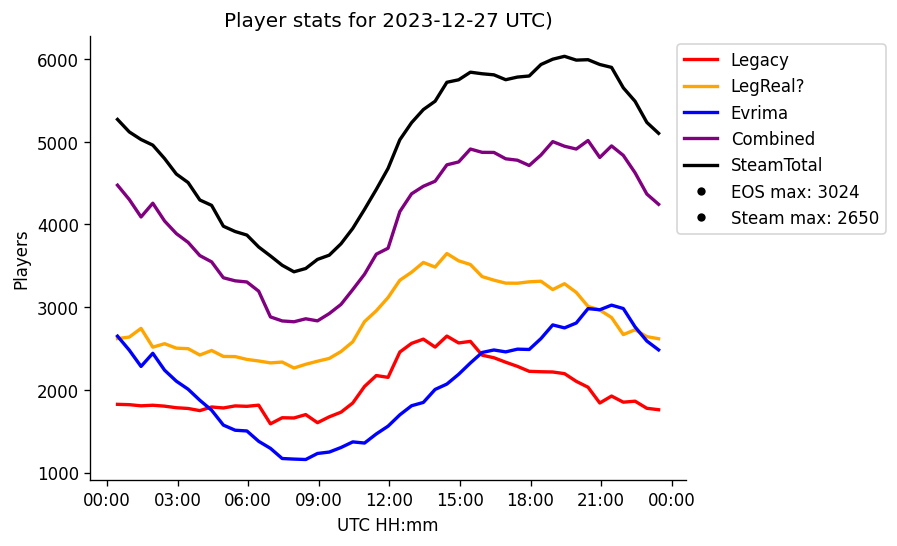 Player stats for 2023-12-27 UTC)
Players
6000
5000
4000
3000
2000
1000
00:00 03:00 06:00 09:00 12:00 15:00 18:00 21:00 00:00
UTC HH:mm
Legacy
LegReal?
Evrima
Combined
SteamTotal
EOS max: 3024
Steam max: 2650